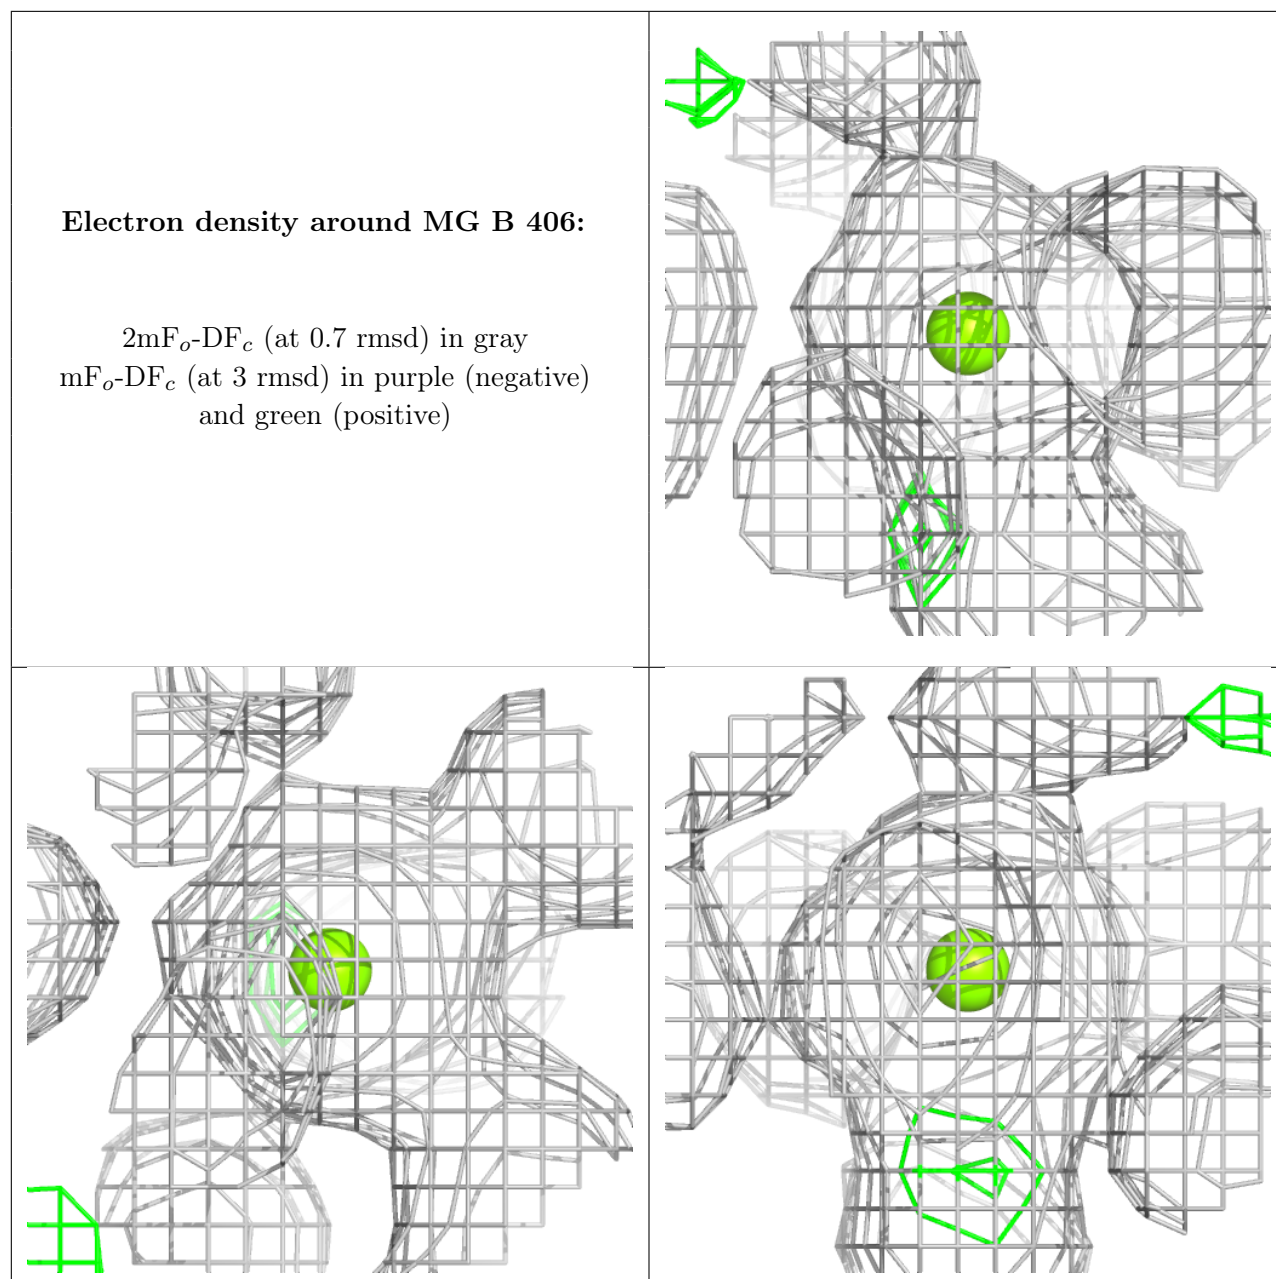 Electron density around MG B 406:
2mFo-DFc (at 0.7 rmsd) in gray
mFo-DFc (at 3 rmsd) in purple (negative)
and green (positive)